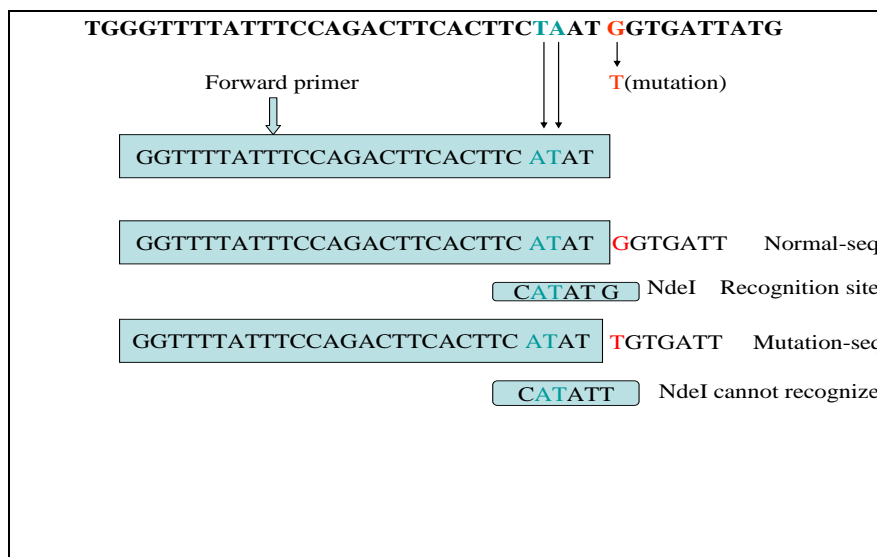 TGGGTTTTATTTCCAGACTTCACTTCTAAT GGTGATTATG
Forward primer
T(mutation)
GGTTTTATTTCCAGACTTCACTTC ATAT
GGTTTTATTTCCAGACTTCACTTC ATAT GGTGATT Normal-seq
CATAT G NdeI Recognition site
GGTTTTATTTCCAGACTTCACTTC ATAT TGTGATT Mutation-seq
CATATT NdeI cannot recognize